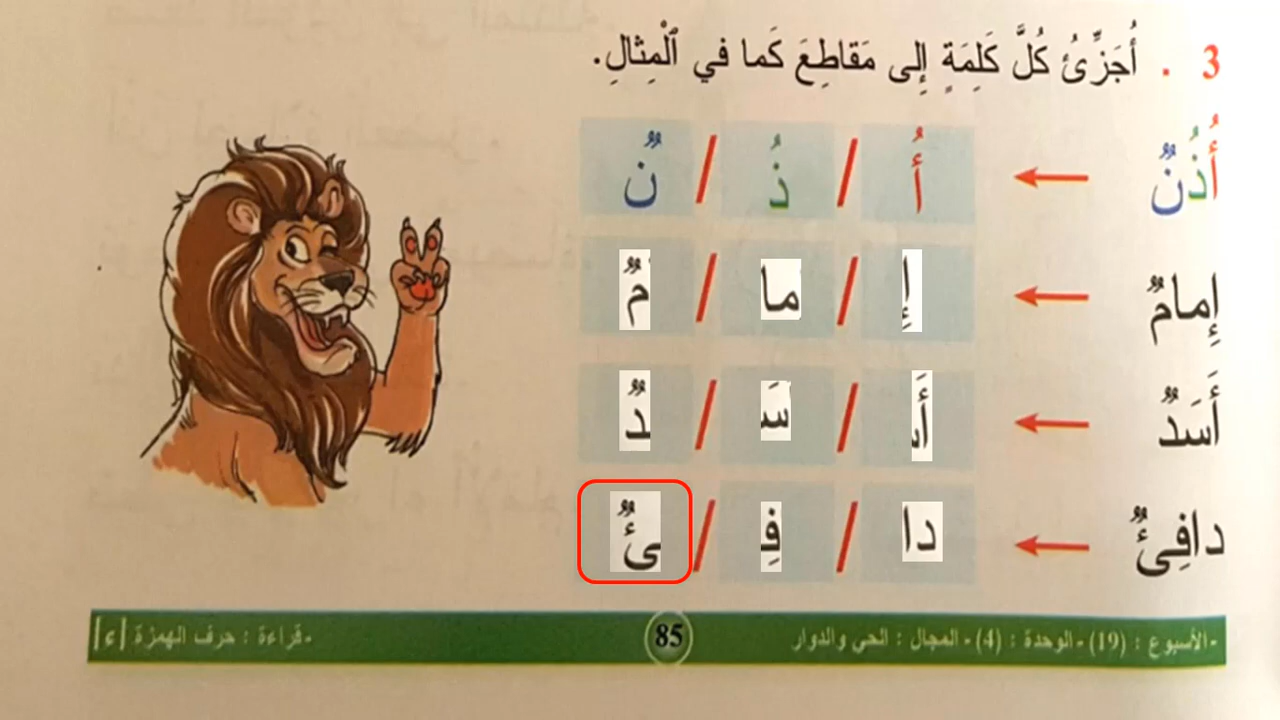 3 . أُجَزِّئُ كُلَّ كَلِمَةٍ إِلى مَقاطِعَ كَما في ٱلْمِثالِ.
أُذُنٌ ← أُ / ذُ / نٌ
إِمامٌ ← إِ / ما / مٌ
أَسَدٌ ← أَ / سَـ / دٌ
دافِئٌ ← دا / فِـ / ئٌ
- الأسبوع : (19) - الوحدة : (4) - المجال : الحي والدوار 85 - قراءة : حرف الهمزة [ء]